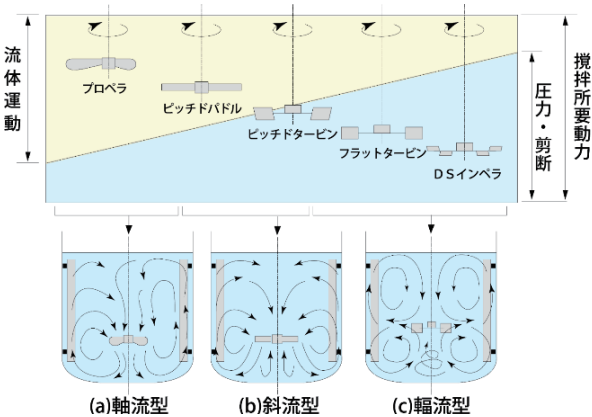 流体運動
プロペラ
ピッチドパドル
ピッチドタービン
フラットタービン
DSインペラ
圧力・剪断
撹拌所要動力
(a)軸流型
(b)斜流型
(c)輻流型